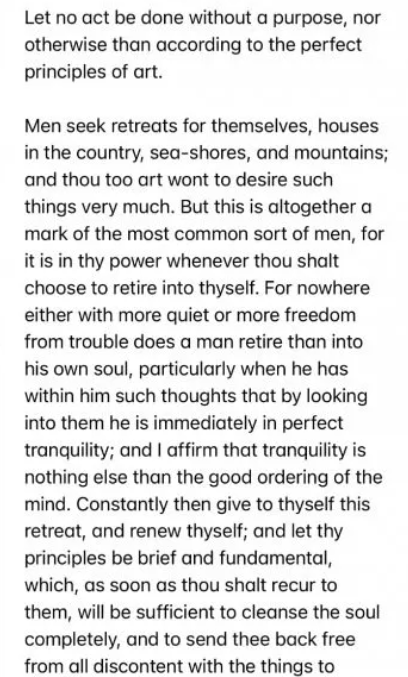 Let no act be done without a purpose, nor
otherwise than according to the perfect
principles of art.
Men seek retreats for themselves, houses
in the country, sea-shores, and mountains;
and thou too art wont to desire such
things very much. But this is altogether a
mark of the most common sort of men, for
it is in thy power whenever thou shalt
choose to retire into thyself. For nowhere
either with more quiet or more freedom
from trouble does a man retire than into
his own soul, particularly when he has
within him such thoughts that by looking
into them he is immediately in perfect
tranquility; and I affirm that tranquility is
nothing else than the good ordering of the
mind. Constantly then give to thyself this
retreat, and renew thyself; and let thy
principles be brief and fundamental,
which, as soon as thou shalt recur to
them, will be sufficient to cleanse the soul
completely, and to send thee back free
from all discontent with the things to